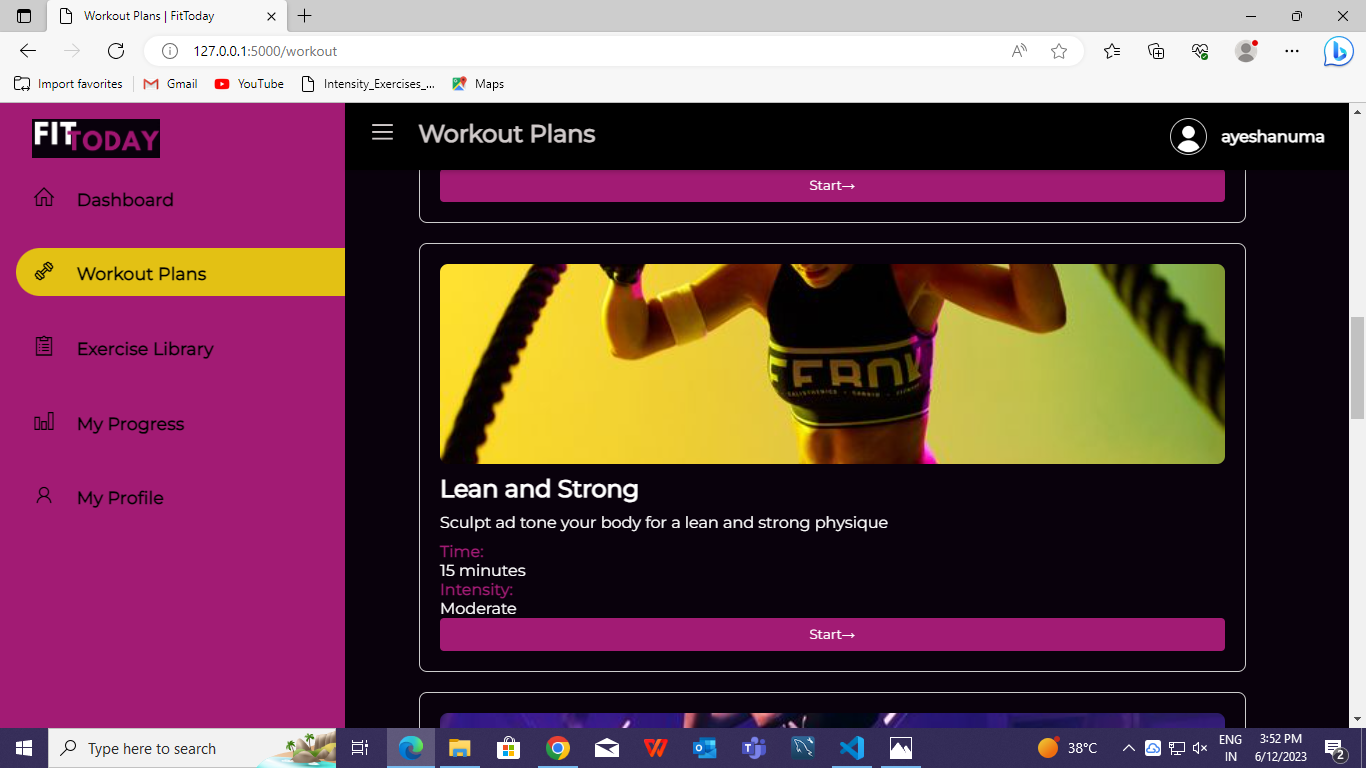 Workout Plans | FitToday
127.0.0.1:5000/workout
Import favorites
Gmail
YouTube
Intensity_Exercises_...
Maps
FITTODAY
Workout Plans
ayeshanuma
Dashboard
Workout Plans
Exercise Library
My Progress
My Profile
Start→
Lean and Strong
Sculpt ad tone your body for a lean and strong physique
Time:
15 minutes
Intensity:
Moderate
Start→
Type here to search
38°C
ENG
IN
3:52 PM
6/12/2023
2